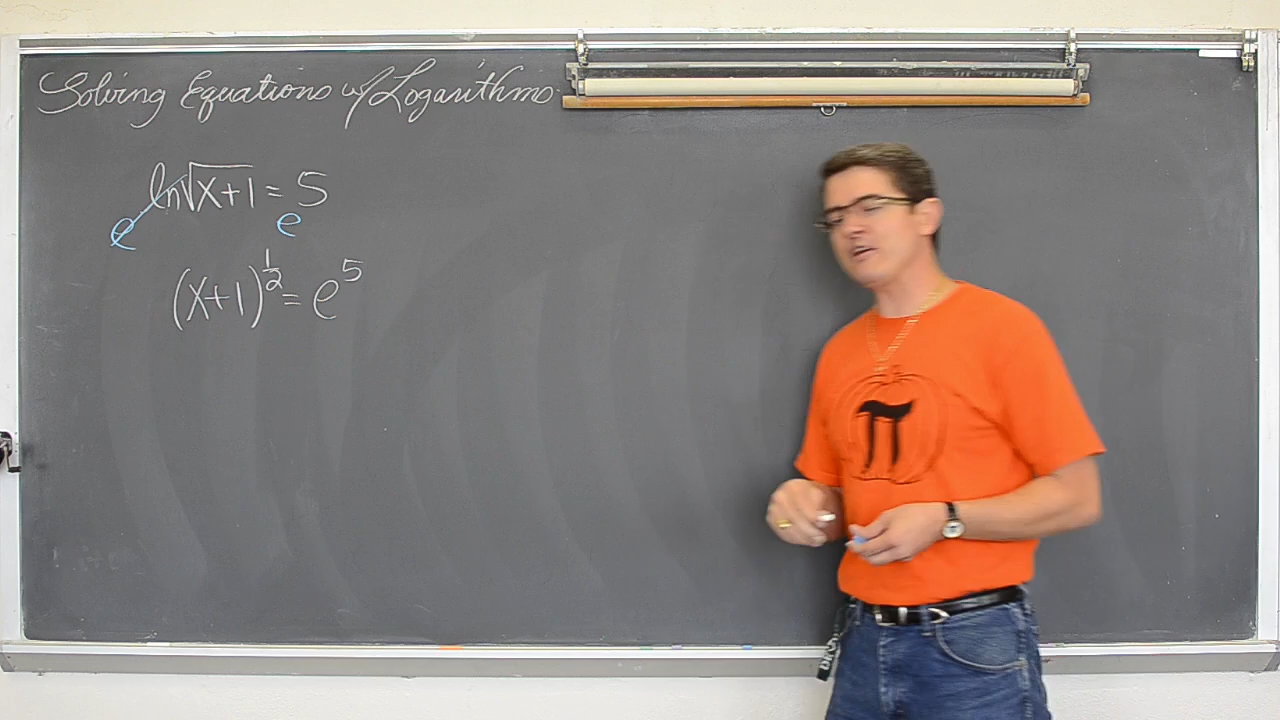 Solving Equations w/ Logarithms
ln√(x+1) = 5
e e
(x+1)^(1/2) = e^5
π